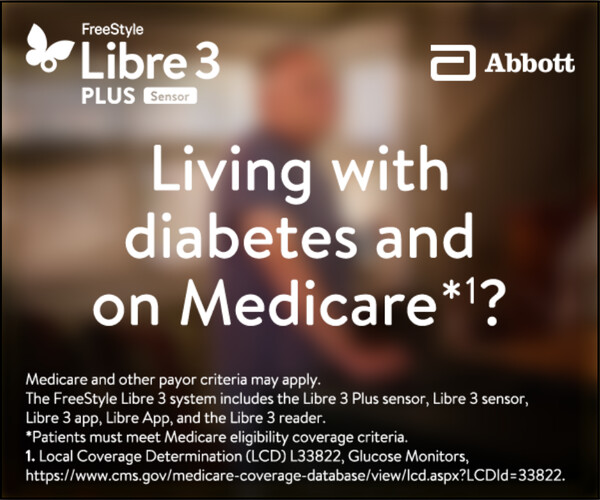 FreeStyle
Libre 3
PLUS Sensor
Abbott
Living with
diabetes and
on Medicare*¹?
Medicare and other payor criteria may apply.
The FreeStyle Libre 3 system includes the Libre 3 Plus sensor, Libre 3 sensor,
Libre 3 app, Libre App, and the Libre 3 reader.
*Patients must meet Medicare eligibility coverage criteria.
1. Local Coverage Determination (LCD) L33822, Glucose Monitors,
https://www.cms.gov/medicare-coverage-database/view/lcd.aspx?LCDId=33822.